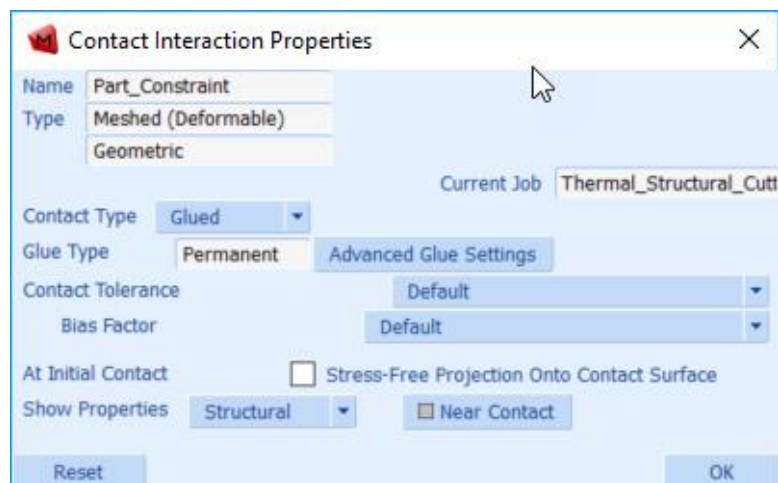 Contact Interaction Properties
Name Part_Constraint
Type Meshed (Deformable)
Geometric
Current Job Thermal_Structural_Cutt
Contact Type Glued
Glue Type Permanent Advanced Glue Settings
Contact Tolerance Default
Bias Factor Default
At Initial Contact Stress-Free Projection Onto Contact Surface
Show Properties Structural Near Contact
Reset OK